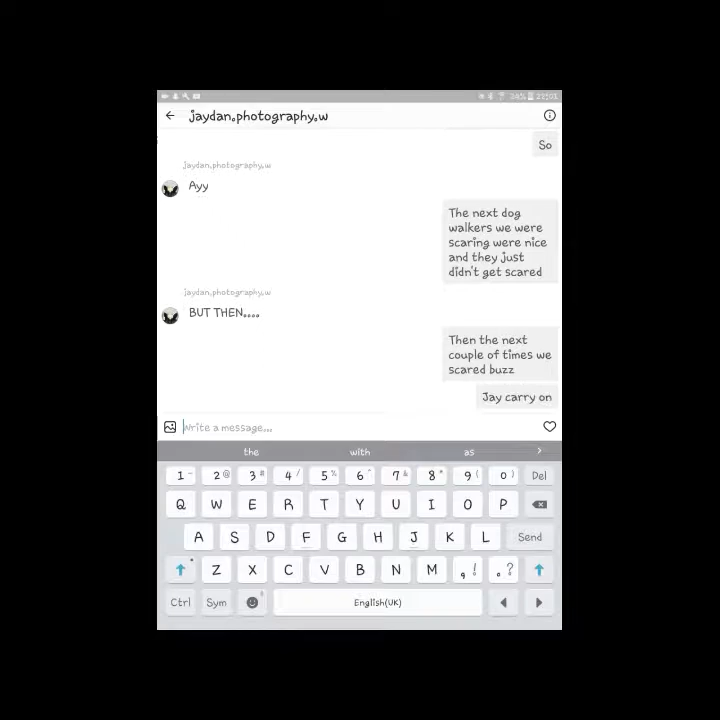 34% 22:02
jaydan.photography.w
So
jaydan.photography.w
Ayy
The next dog
walkers we were
scaring were nice
and they just
didn't get scared
jaydan.photography.w
BUT THEN....
Then the next
couple of times we
scared buzz
Jay carry on
Write a message...
the with as
1 2 @ 3 # 4 / 5 % 6 ^ 7 & 8 * 9 ( 0 ) Del
Q W E R T Y U I O P
A S D F G H J K L Send
Z X C V B N M , ! . ?
Ctrl Sym English(UK)